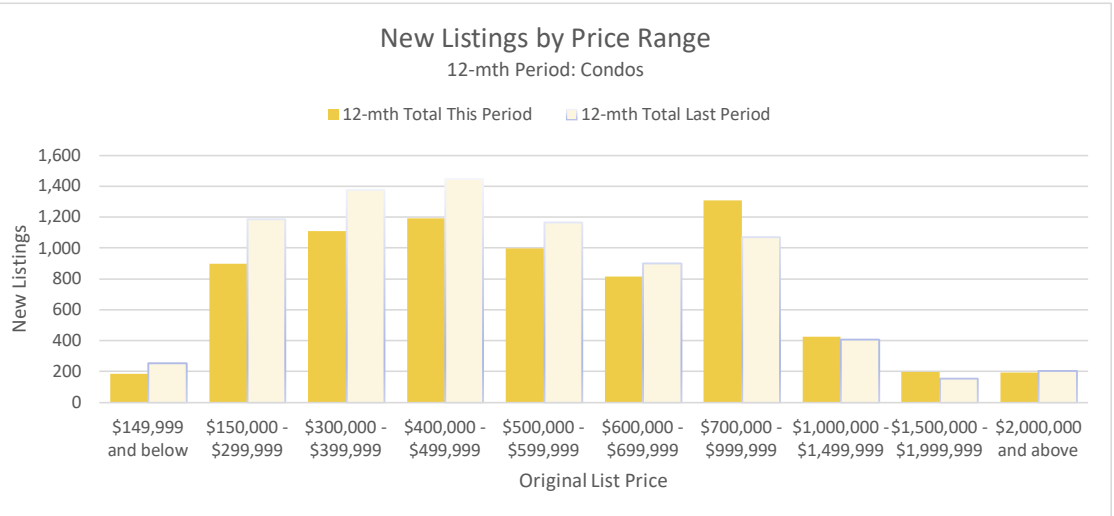 New Listings by Price Range
12-mth Period: Condos
12-mth Total This Period 12-mth Total Last Period
1,600
1,400
1,200
1,000
800
600
400
200
0
New Listings
$149,999 $150,000 - $300,000 - $400,000 - $500,000 - $600,000 - $700,000 - $1,000,000 - $1,500,000 - $2,000,000
and below $299,999 $399,999 $499,999 $599,999 $699,999 $999,999 $1,499,999 $1,999,999 and above
Original List Price